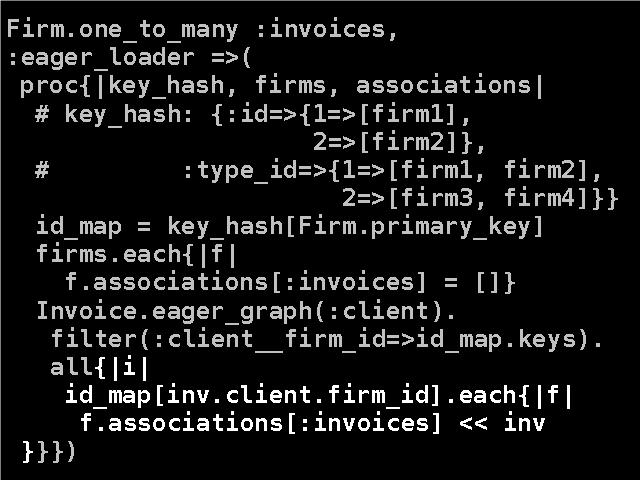 Firm.one_to_many :invoices,
:eager_loader =>(
 proc{|key_hash, firms, associations|
  # key_hash: {:id=>{1=>[firm1],
                     2=>[firm2]},
  #         :type_id=>{1=>[firm1, firm2],
                       2=>[firm3, firm4]}}
  id_map = key_hash[Firm.primary_key]
  firms.each{|f|
    f.associations[:invoices] = []}
  Invoice.eager_graph(:client).
   filter(:client__firm_id=>id_map.keys).
   all{|i|
    id_map[inv.client.firm_id].each{|f|
     f.associations[:invoices] << inv
 }}})